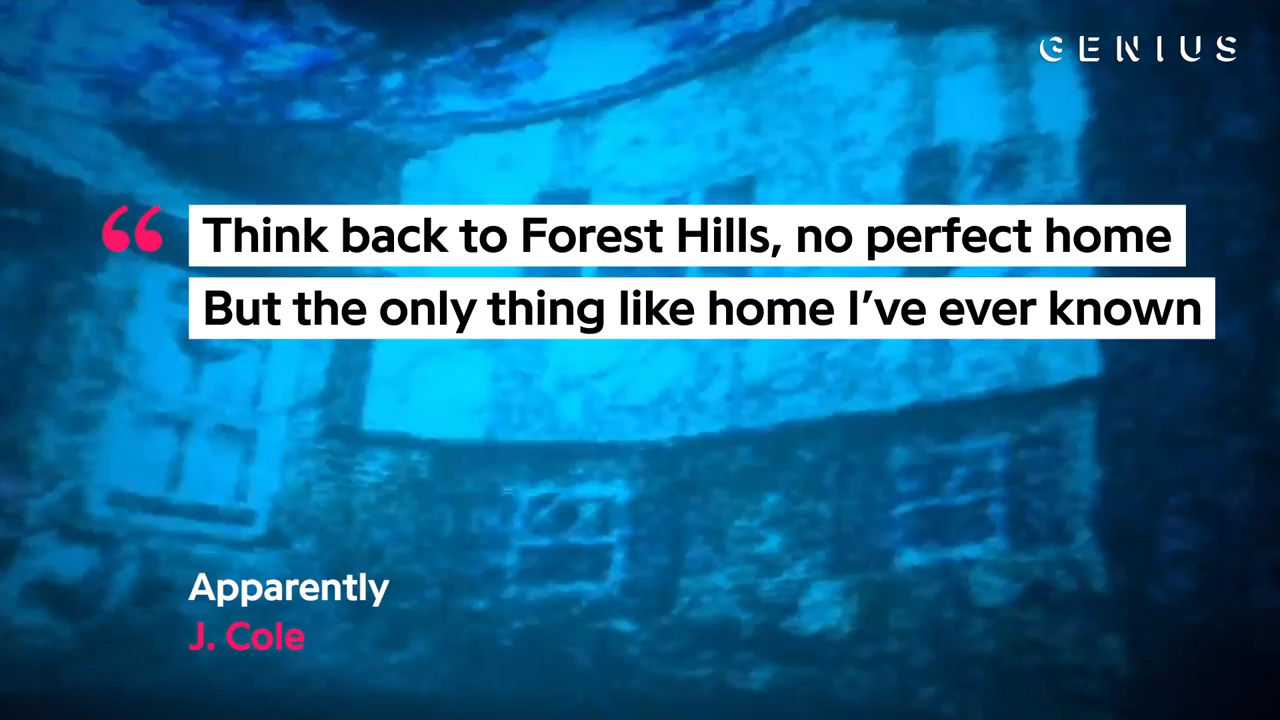 GENIUS
“Think back to Forest Hills, no perfect home
But the only thing like home I’ve ever known
Apparently
J. Cole